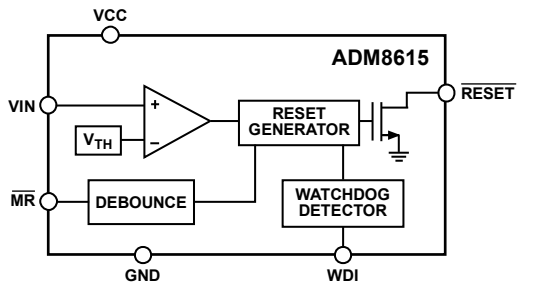 VCC
ADM8615
VIN
+
VTH
−
RESET
GENERATOR
RESET
MR
DEBOUNCE
WATCHDOG
DETECTOR
GND
WDI